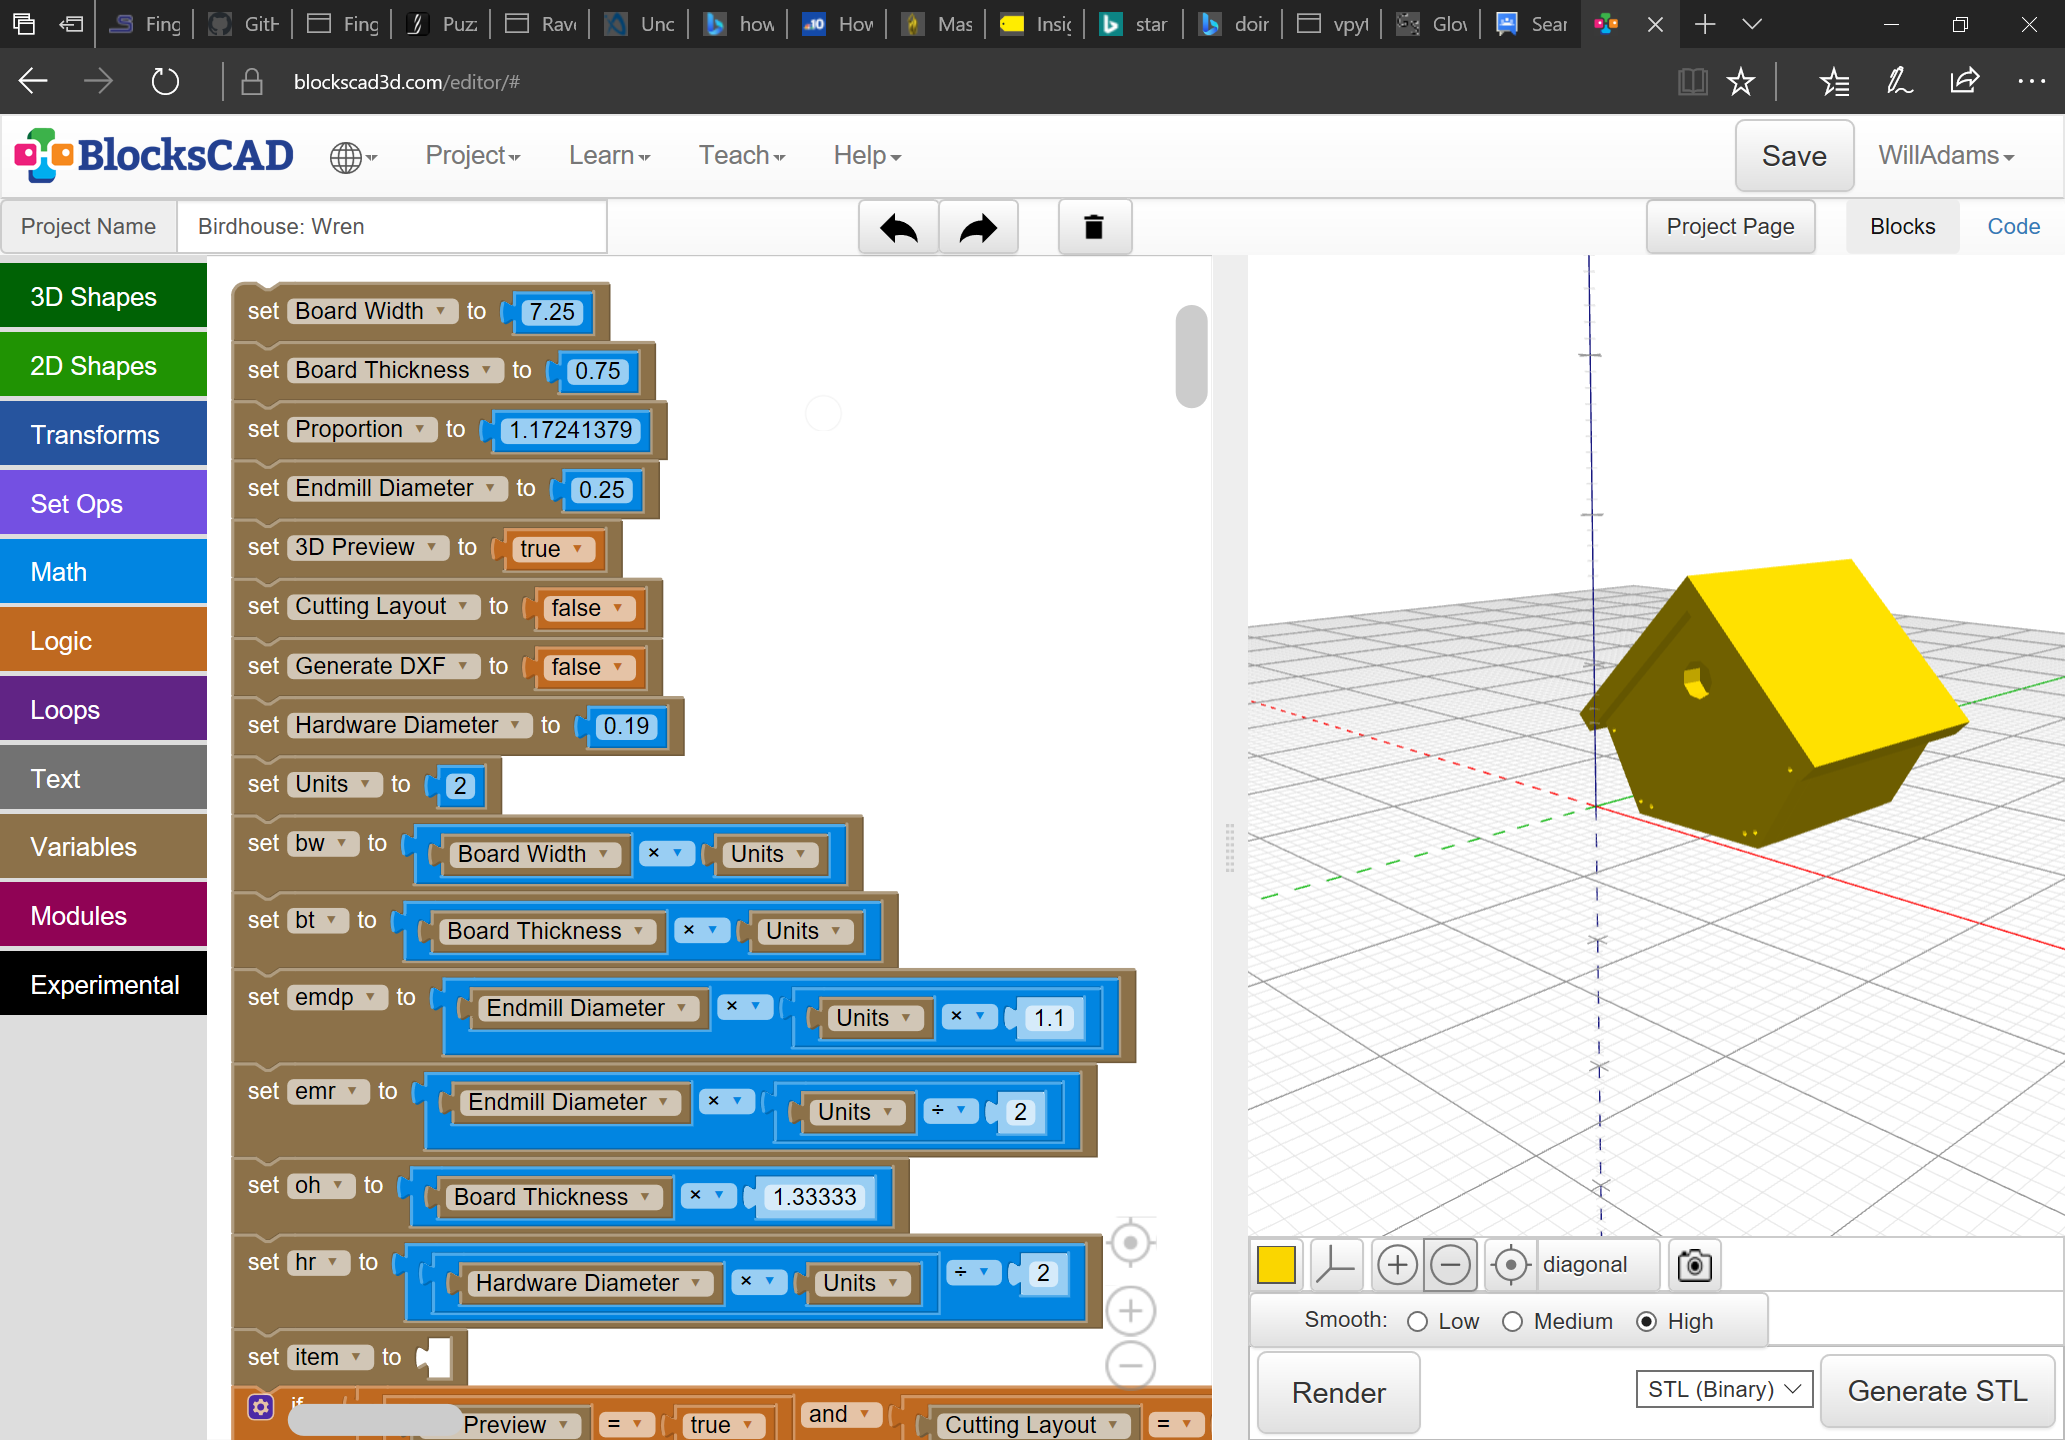 Fing
GitH
Fing
Puz
Rave
Unc
how
10
How
Mas
Insig
star
doir
vpyt
Glov
Sear
blockscad3d.com/editor/#
BlocksCAD
Project
Learn
Teach
Help
Save
WillAdams
Project Name
Birdhouse: Wren
Project Page
Blocks
Code
3D Shapes
2D Shapes
Transforms
Set Ops
Math
Logic
Loops
Text
Variables
Modules
Experimental
set Board Width to 7.25
set Board Thickness to 0.75
set Proportion to 1.17241379
set Endmill Diameter to 0.25
set 3D Preview to true
set Cutting Layout to false
set Generate DXF to false
set Hardware Diameter to 0.19
set Units to 2
set bw to Board Width × Units
set bt to Board Thickness × Units
set emdp to Endmill Diameter × Units × 1.1
set emr to Endmill Diameter × Units ÷ 2
set oh to Board Thickness × 1.33333
set hr to Hardware Diameter × Units ÷ 2
set item to
if Preview = true and Cutting Layout =
diagonal
Smooth: Low Medium High
Render
STL (Binary)
Generate STL